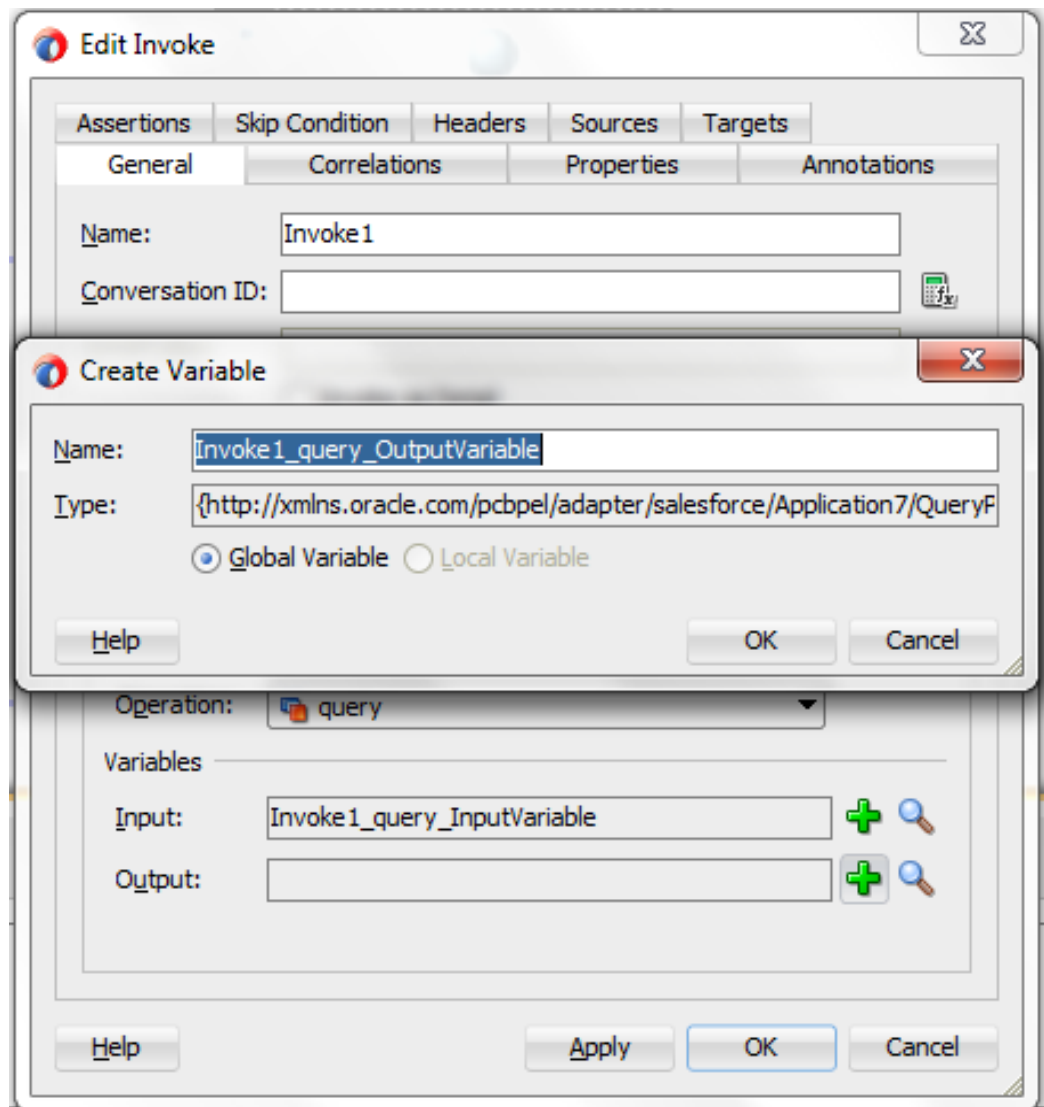 Edit Invoke
Assertions Skip Condition Headers Sources Targets
General Correlations Properties Annotations
Name: Invoke1
Conversation ID:
Create Variable
Name: Invoke1_query_OutputVariable
Type: {http://xmlns.oracle.com/pcbpel/adapter/salesforce/Application7/QueryP
Global Variable Local Variable
Help OK Cancel
Operation: query
Variables
Input: Invoke1_query_InputVariable
Output:
Help Apply OK Cancel